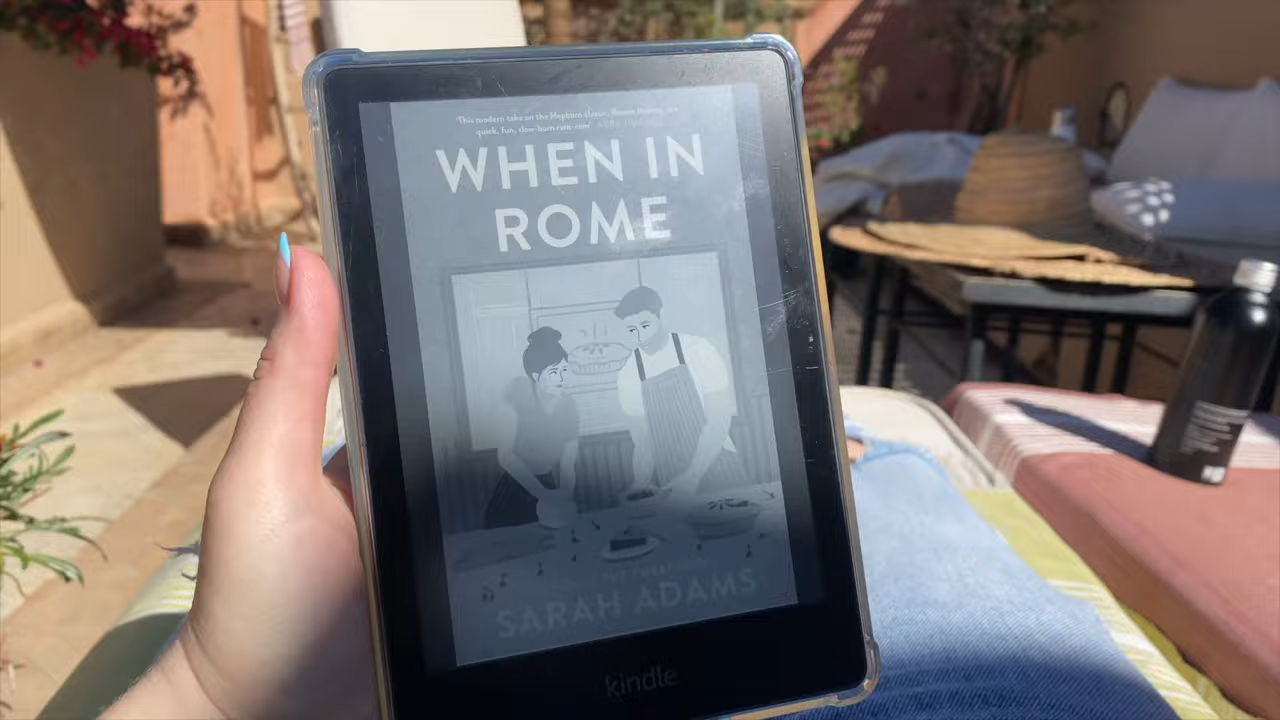 'This modern take on the Hepburn classic, Roman Holiday, is a
quick, fun, slow-burn rom-com'
WHEN IN
ROME
SARAH ADAMS
kindle